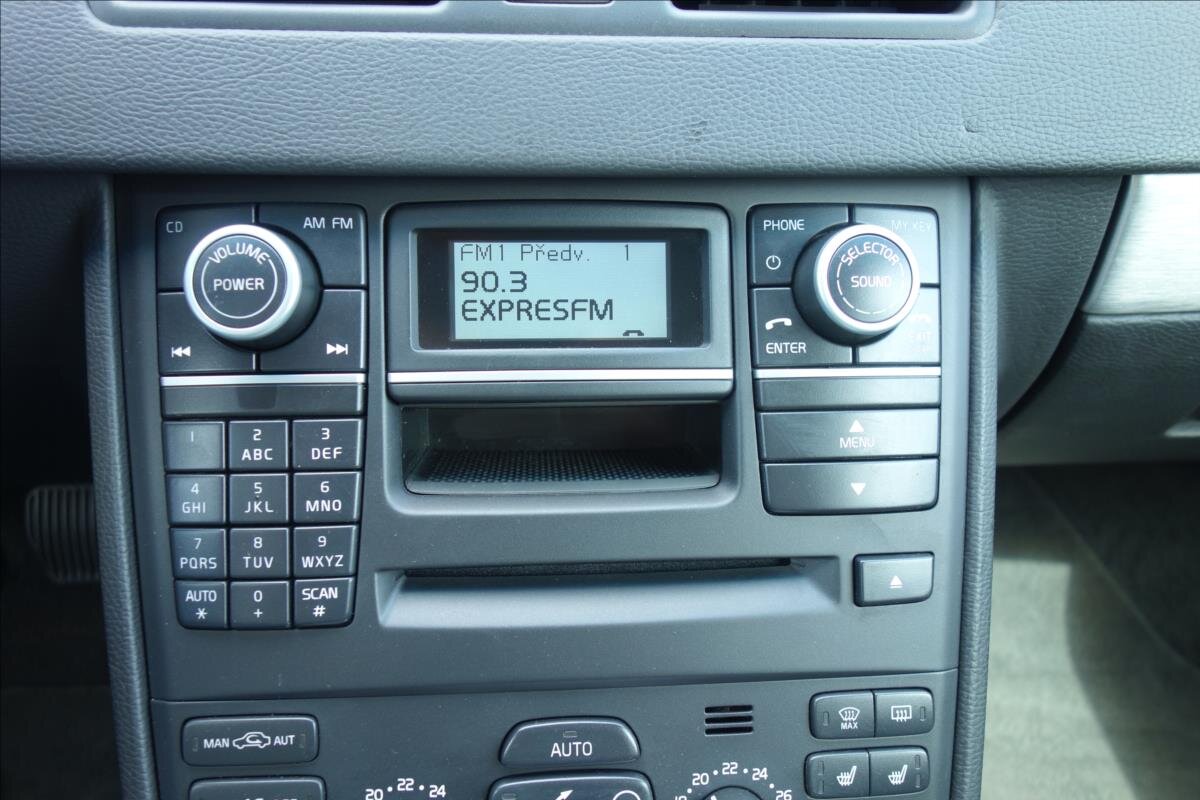 CD
AM FM
VOLUME
POWER
FM1 Předv. 1
90.3
EXPRESFM
PHONE
MY KEY
SELECTOR
SOUND
ENTER
EXIT
MENU
1
2
ABC
3
DEF
4
GHI
5
JKL
6
MNO
7
PQRS
8
TUV
9
WXYZ
AUTO
*
0
+
SCAN
#
MAN AUT
AUTO
MAX
20 22 24
20 22 24
26